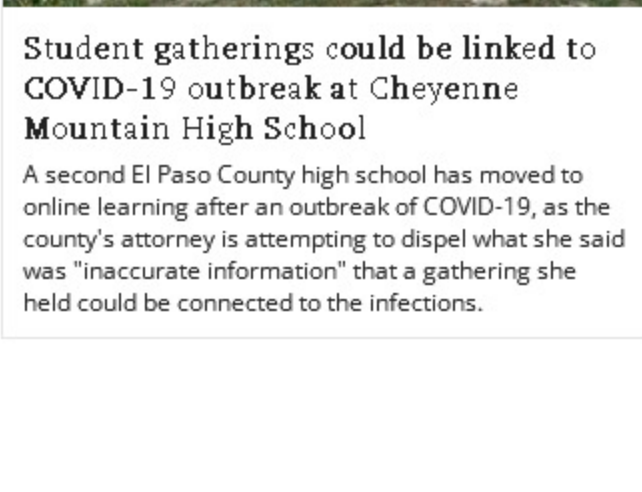 Student gatherings could be linked to
COVID-19 outbreak at Cheyenne
Mountain High School
A second El Paso County high school has moved to
online learning after an outbreak of COVID-19, as the
county's attorney is attempting to dispel what she said
was "inaccurate information" that a gathering she
held could be connected to the infections.